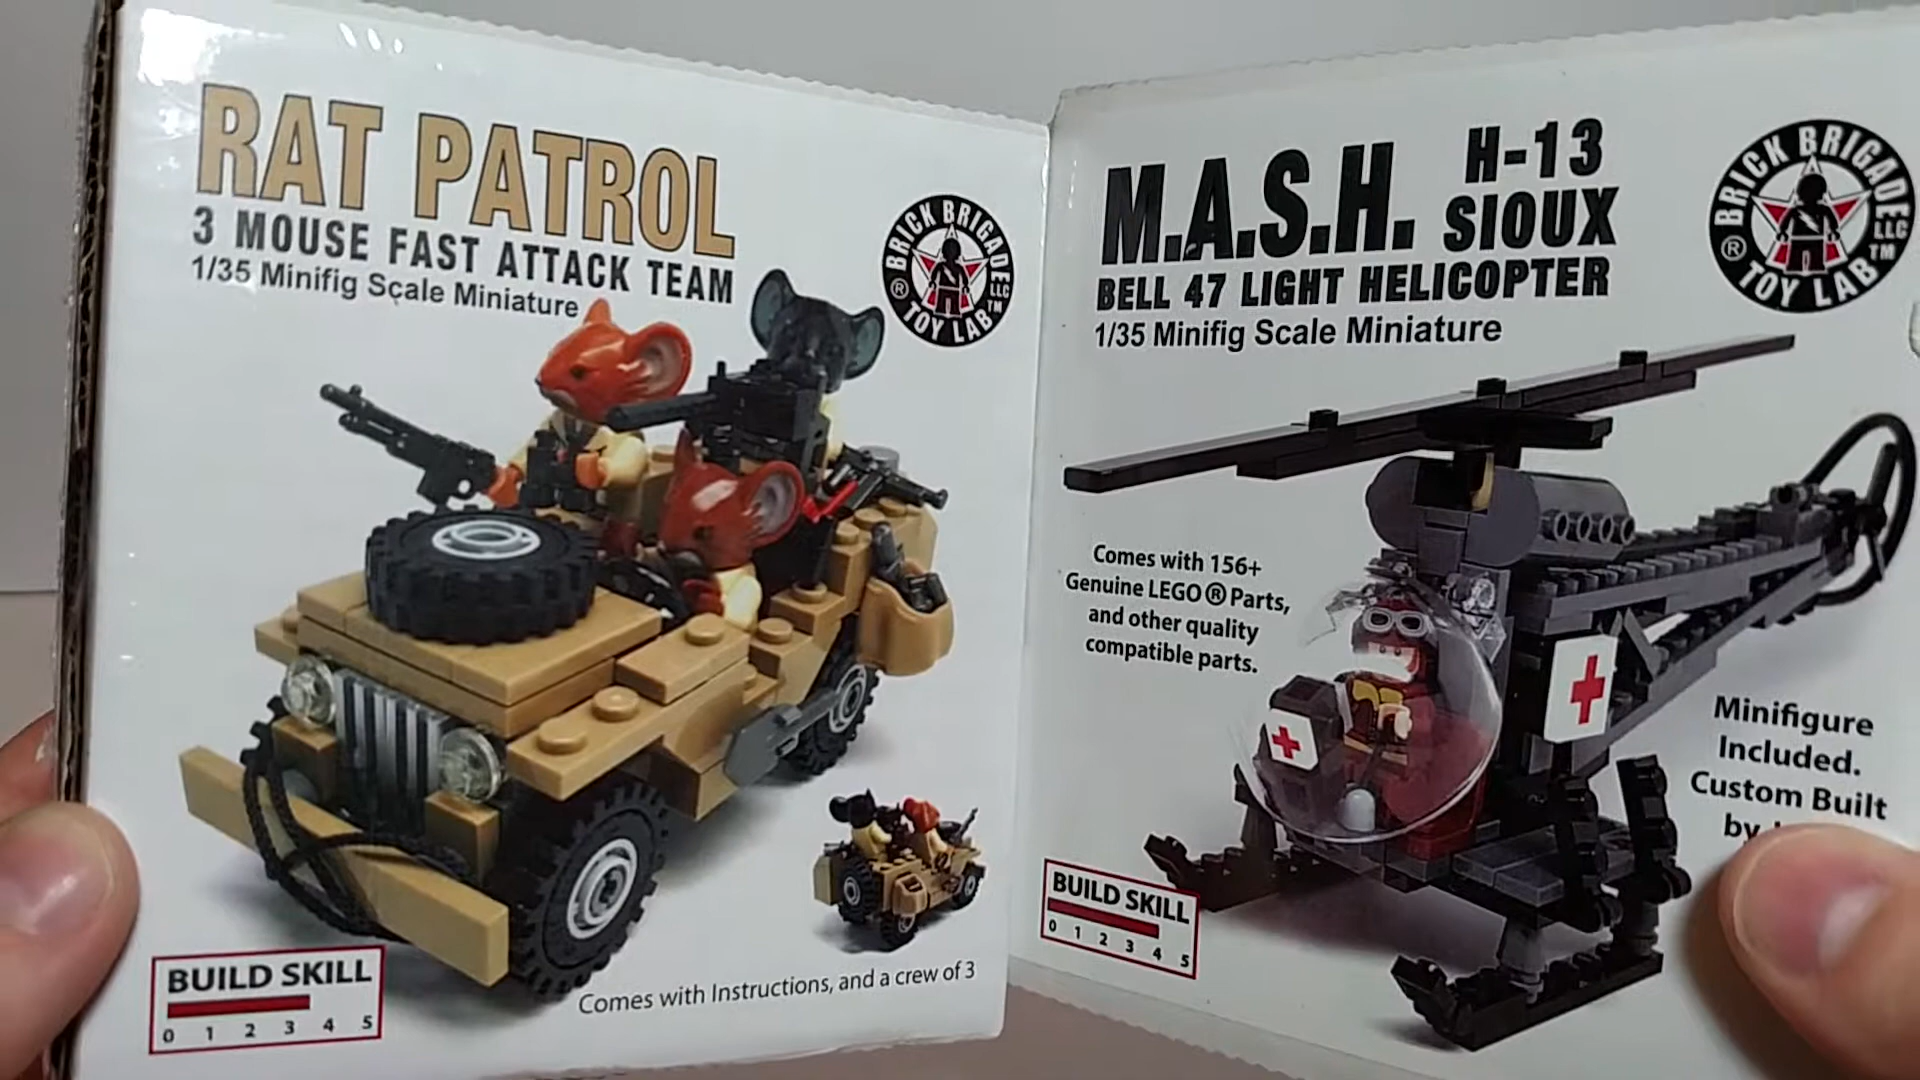 RAT PATROL
3 MOUSE FAST ATTACK TEAM
1/35 Minifig Scale Miniature
BRICK BRIGADE LLC
TOY LAB
® ™
BUILD SKILL
0 1 2 3 4 5
Comes with Instructions, and a crew of 3
M.A.S.H. H-13
SIOUX
BELL 47 LIGHT HELICOPTER
1/35 Minifig Scale Miniature
BRICK BRIGADE LLC
TOY LAB
® ™
Comes with 156+
Genuine LEGO® Parts,
and other quality
compatible parts.
Minifigure
Included.
Custom Built
by
BUILD SKILL
0 1 2 3 4 5